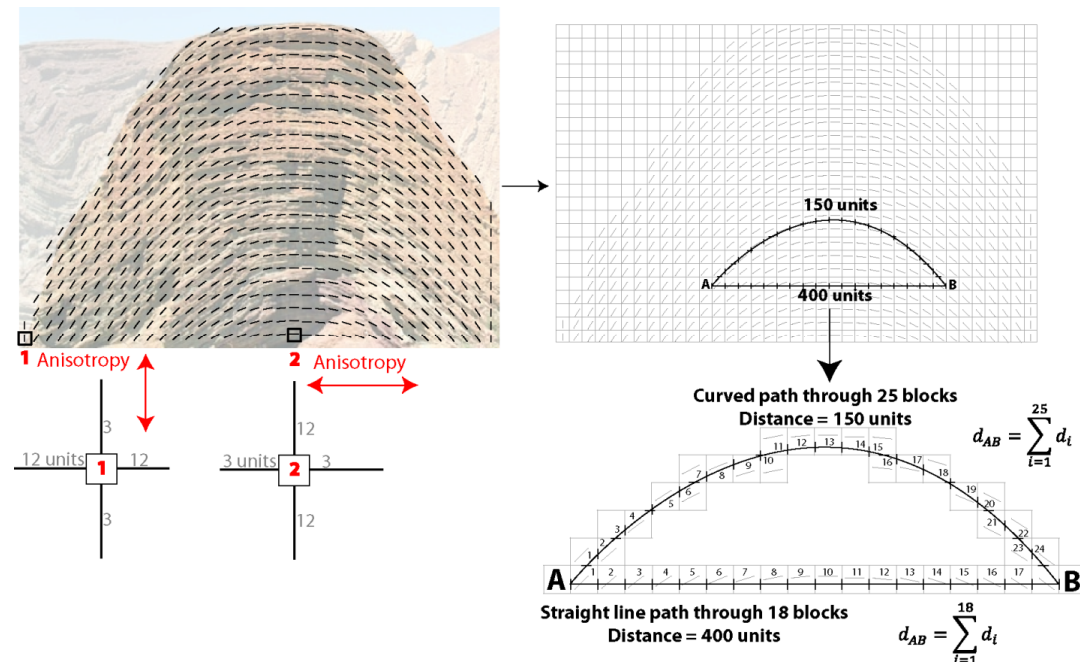 1 Anisotropy
2 Anisotropy
3
12 units 1 12
3
12
3 units 2 3
12
150 units
A B
400 units
Curved path through 25 blocks
Distance = 150 units
25
d_AB = ∑ d_i
i=1
1 2 3 4 5 6 7 8 9 10 11 12 13 14 15 16 17 18 19 20 21 22 23 24
A 1 2 3 4 5 6 7 8 9 10 11 12 13 14 15 16 17 B
Straight line path through 18 blocks
Distance = 400 units
18
d_AB = ∑ d_i
i=1